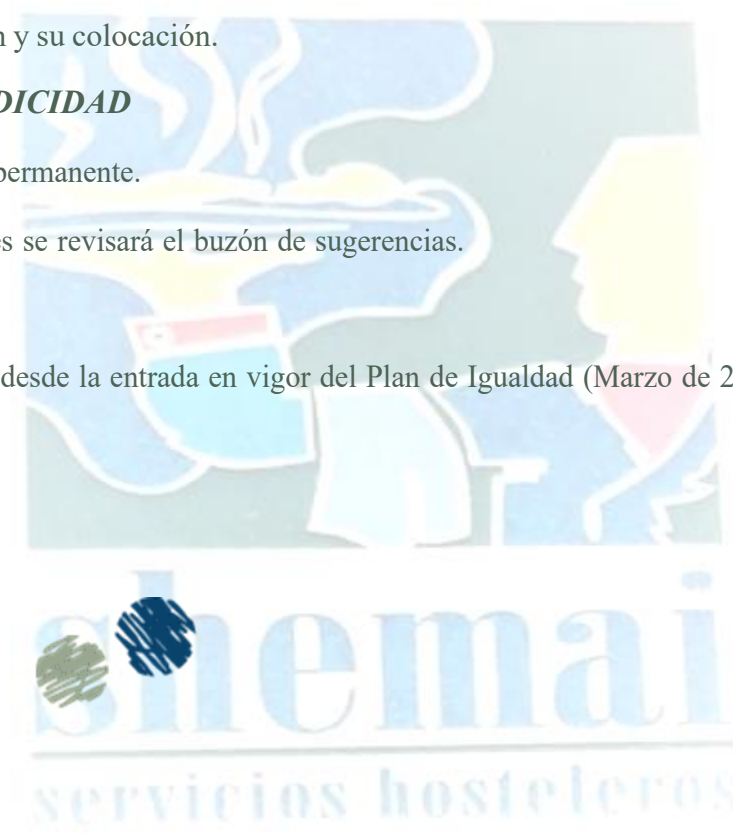 n y su colocación.
DICIDAD
permanente.
es se revisará el buzón de sugerencias.
desde la entrada en vigor del Plan de Igualdad (Marzo de 2
shemai
servicios hosteleros